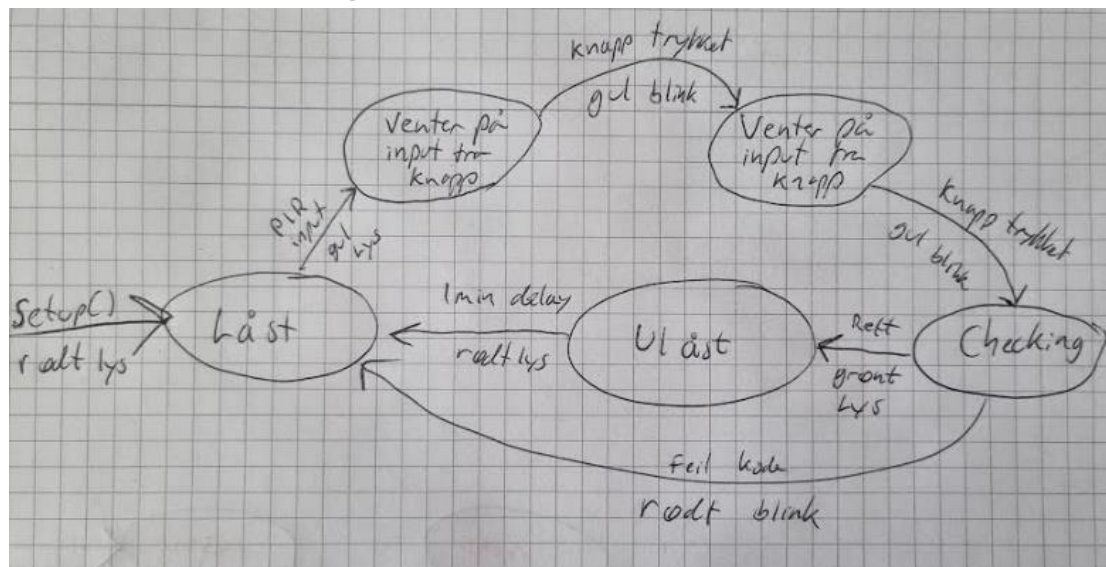 knapp trykket
gul blink
Venter på
input fra
knapp
Venter på
input fra
knapp
PIR
input
gul
lys
knapp trykket
gul blink
Setup()
rødt lys
Låst
1min delay
rødt lys
Ulåst
Rett
grønt
Lys
Checking
Feil kode
rødt blink